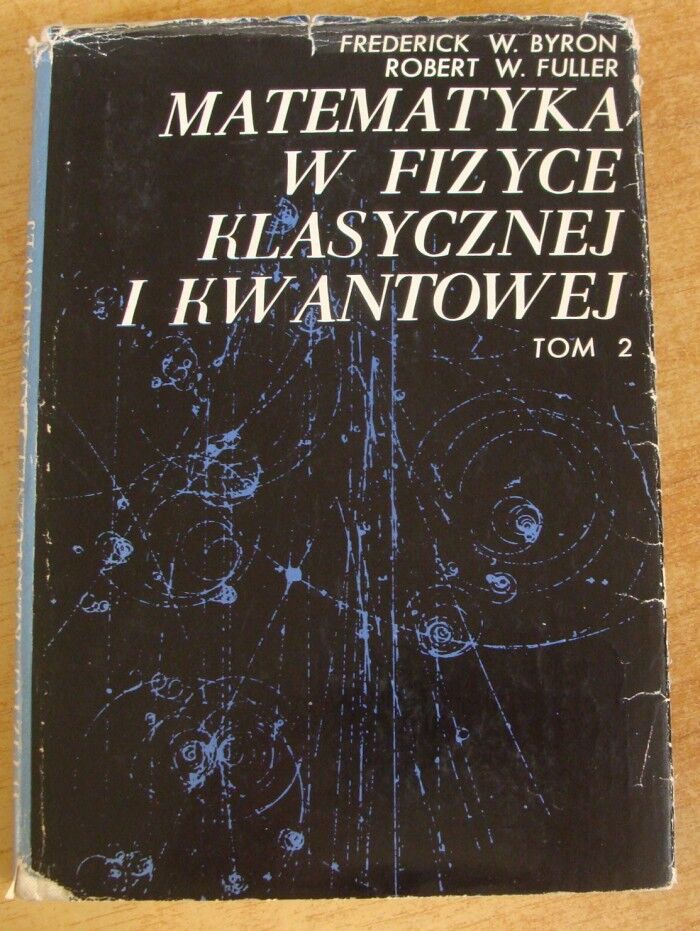 FREDERICK W. BYRON
ROBERT W. FULLER
MATEMATYKA
W FIZYCE
KLASYCZNEJ
I KWANTOWEJ
TOM 2